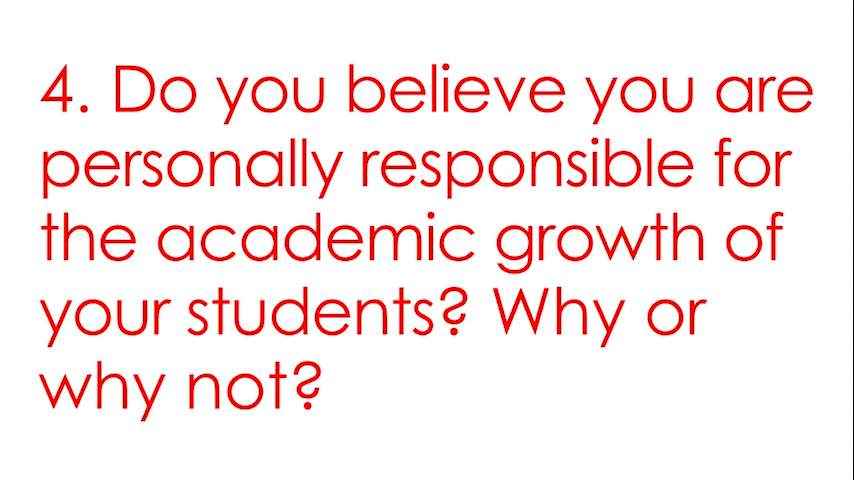 4. Do you believe you are
personally responsible for
the academic growth of
your students? Why or
why not?